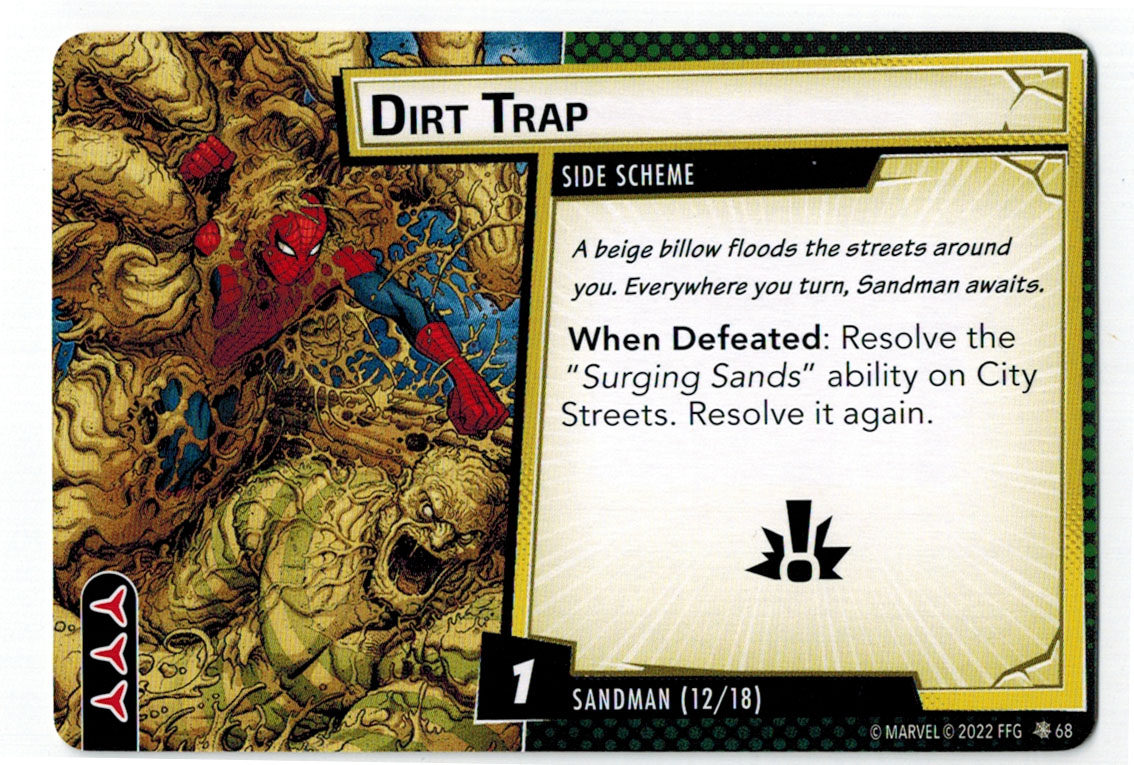 DIRT TRAP
SIDE SCHEME
A beige billow floods the streets around
you. Everywhere you turn, Sandman awaits.
When Defeated: Resolve the
"Surging Sands" ability on City
Streets. Resolve it again.
1
SANDMAN (12/18)
© MARVEL © 2022 FFG 68